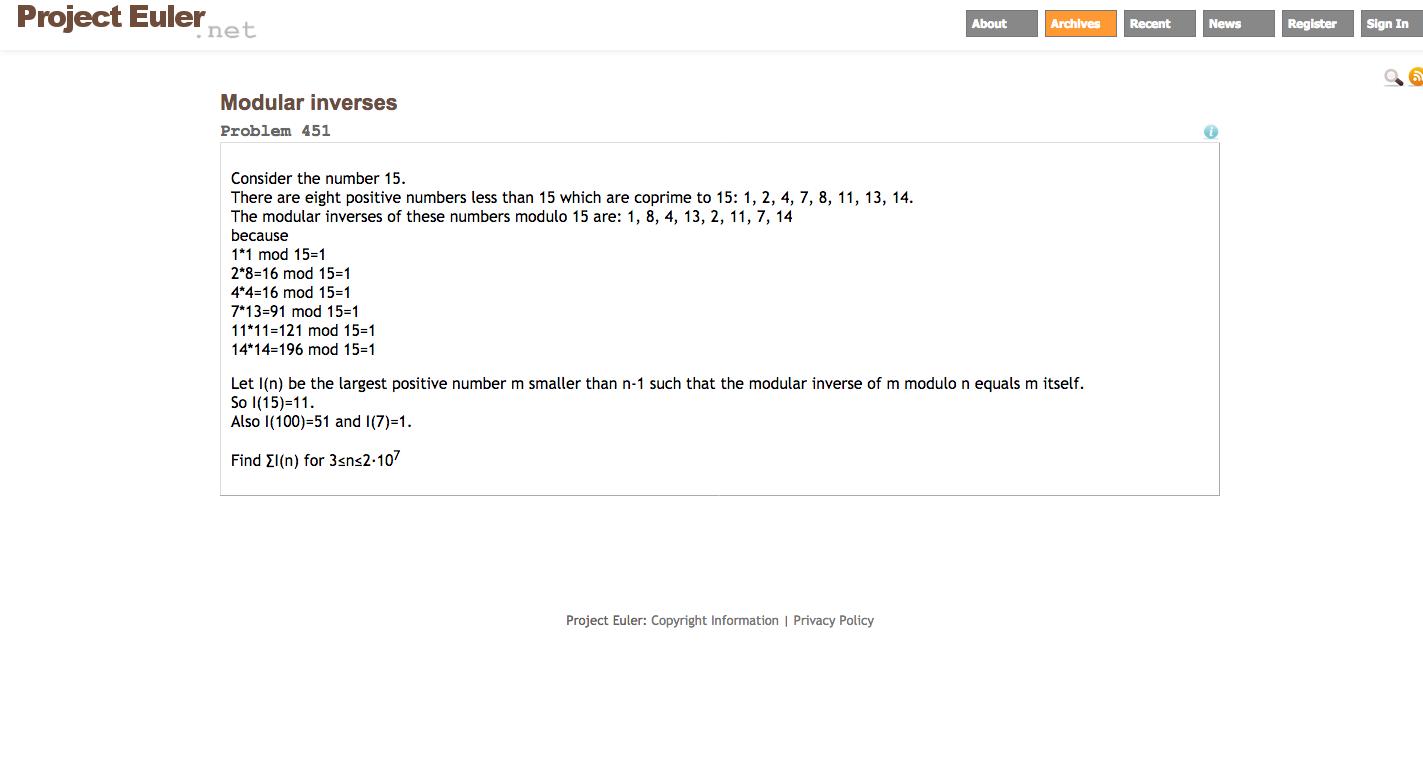 Project Euler
.net
About Archives Recent News Register Sign In
Modular inverses
Problem 451
Consider the number 15.
There are eight positive numbers less than 15 which are coprime to 15: 1, 2, 4, 7, 8, 11, 13, 14.
The modular inverses of these numbers modulo 15 are: 1, 8, 4, 13, 2, 11, 7, 14
because
1*1 mod 15=1
2*8=16 mod 15=1
4*4=16 mod 15=1
7*13=91 mod 15=1
11*11=121 mod 15=1
14*14=196 mod 15=1
Let I(n) be the largest positive number m smaller than n-1 such that the modular inverse of m modulo n equals m itself.
So I(15)=11.
Also I(100)=51 and I(7)=1.
Find ∑I(n) for 3≤n≤2·10⁷
Project Euler: Copyright Information | Privacy Policy